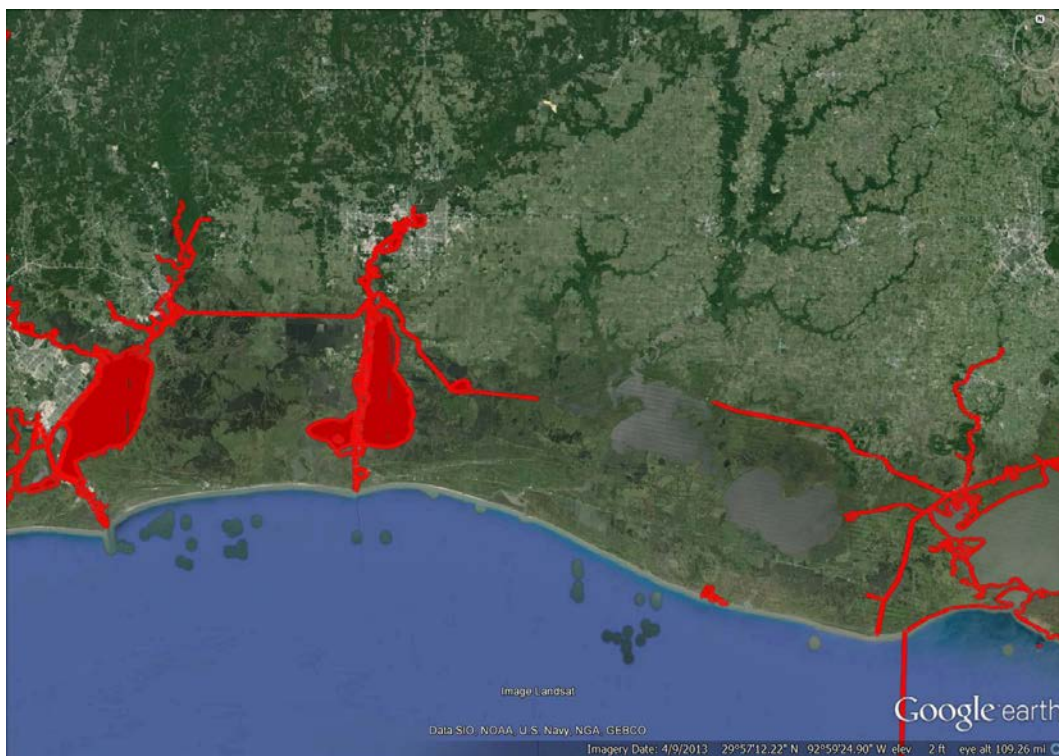 N
Image Landsat
Data SIO, NOAA, U.S. Navy, NGA, GEBCO
Google earth
Imagery Date: 4/9/2013 29°57'12.22" N 92°59'24.90" W elev 2 ft eye alt 109.26 mi